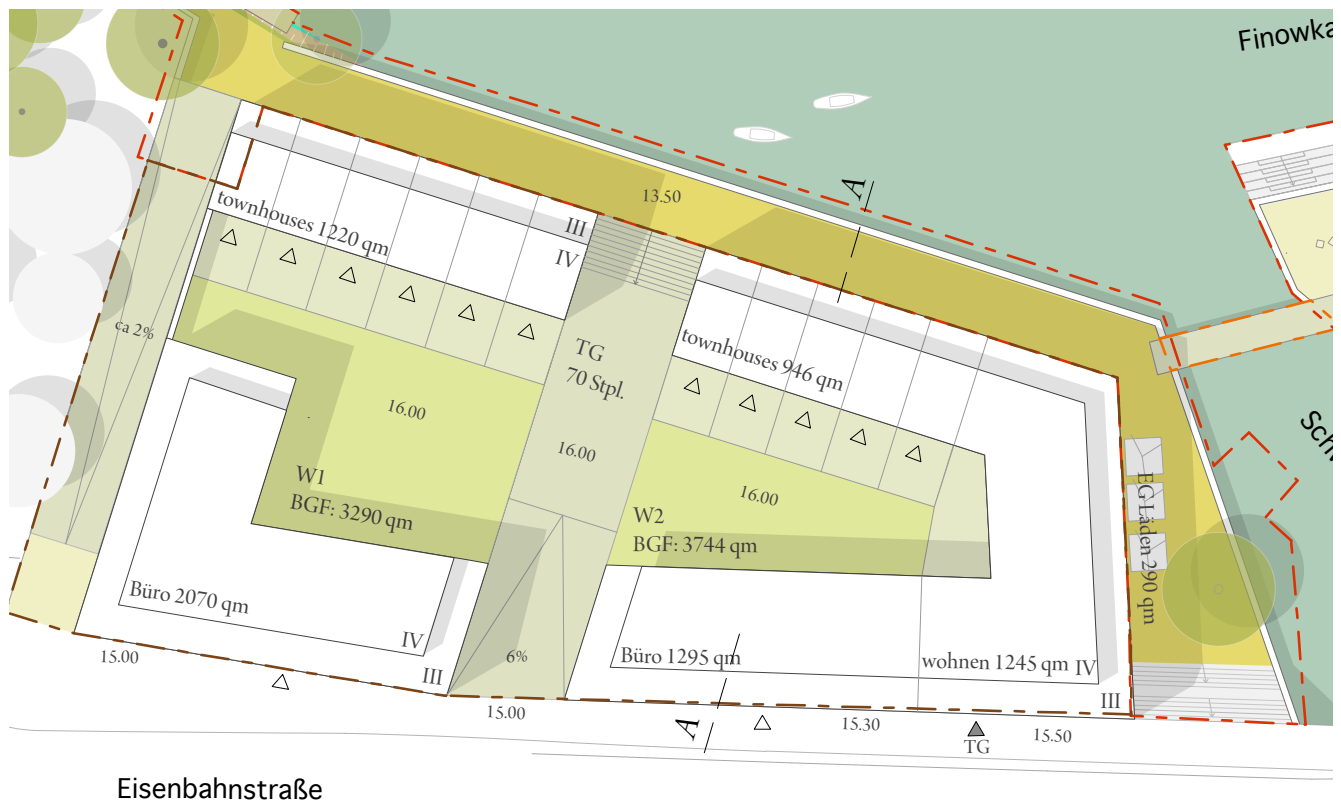 Finowka
A
13.50
townhouses 1220 qm
III
IV
ca 2%
TG
70 Stpl.
townhouses 946 qm
16.00
16.00
16.00
Schw
W1
BGF: 3290 qm
W2
BGF: 3744 qm
EG Läden 290 qm
Büro 2070 qm
IV
III
6%
Büro 1295 qm
wohnen 1245 qm IV
III
15.00
15.00
A
15.30
TG
15.50
Eisenbahnstraße